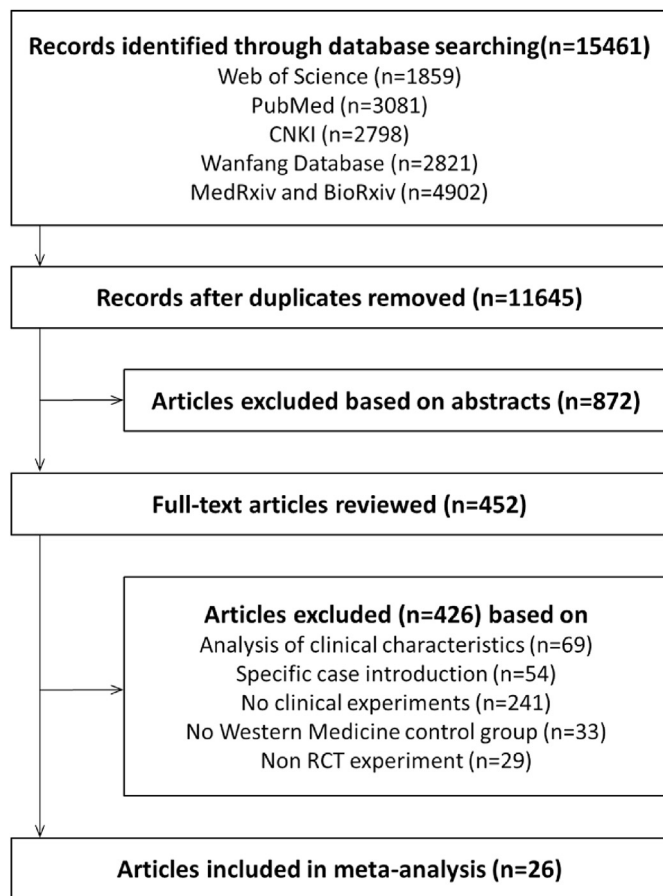 Records identified through database searching(n=15461)
Web of Science (n=1859)
PubMed (n=3081)
CNKI (n=2798)
Wanfang Database (n=2821)
MedRxiv and BioRxiv (n=4902)
Records after duplicates removed (n=11645)
Articles excluded based on abstracts (n=872)
Full-text articles reviewed (n=452)
Articles excluded (n=426) based on
Analysis of clinical characteristics (n=69)
Specific case introduction (n=54)
No clinical experiments (n=241)
No Western Medicine control group (n=33)
Non RCT experiment (n=29)
Articles included in meta-analysis (n=26)